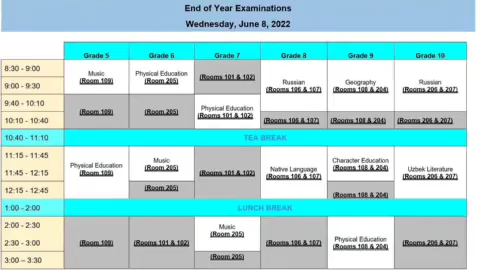 End of Year Examinations
Wednesday, June 8, 2022
Grade 5 Grade 6 Grade 7 Grade 8 Grade 9 Grade 10
8:30 - 9:00
9:00 - 9:30
Music
(Room 109)
Physical Education
(Room 205)
(Rooms 101 & 102)
Russian
(Rooms 106 & 107)
Geography
(Rooms 108 & 204)
Russian
(Rooms 206 & 207)
9:40 - 10:10
10:10 - 10:40
(Room 109)
(Room 205)
Physical Education
(Rooms 101 & 102)
(Rooms 106 & 107)
(Rooms 108 & 204)
(Rooms 206 & 207)
10:40 - 11:10 TEA BREAK
11:15 - 11:45
11:45 - 12:15
12:15 - 12:45
Physical Education
(Room 109)
Music
(Room 205)
(Room 205)
(Rooms 101 & 102)
Native Language
(Rooms 106 & 107)
Character Education
(Rooms 108 & 204)
(Rooms 108 & 204)
Uzbek Literature
(Rooms 206 & 207)
1:00 - 2:00 LUNCH BREAK
2:00 - 2:30
2:30 - 3:00
3:00 – 3:30
(Room 109)
(Rooms 101 & 102)
Music
(Room 205)
(Room 205)
(Rooms 106 & 107)
Physical Education
(Rooms 108 & 204)
(Rooms 206 & 207)